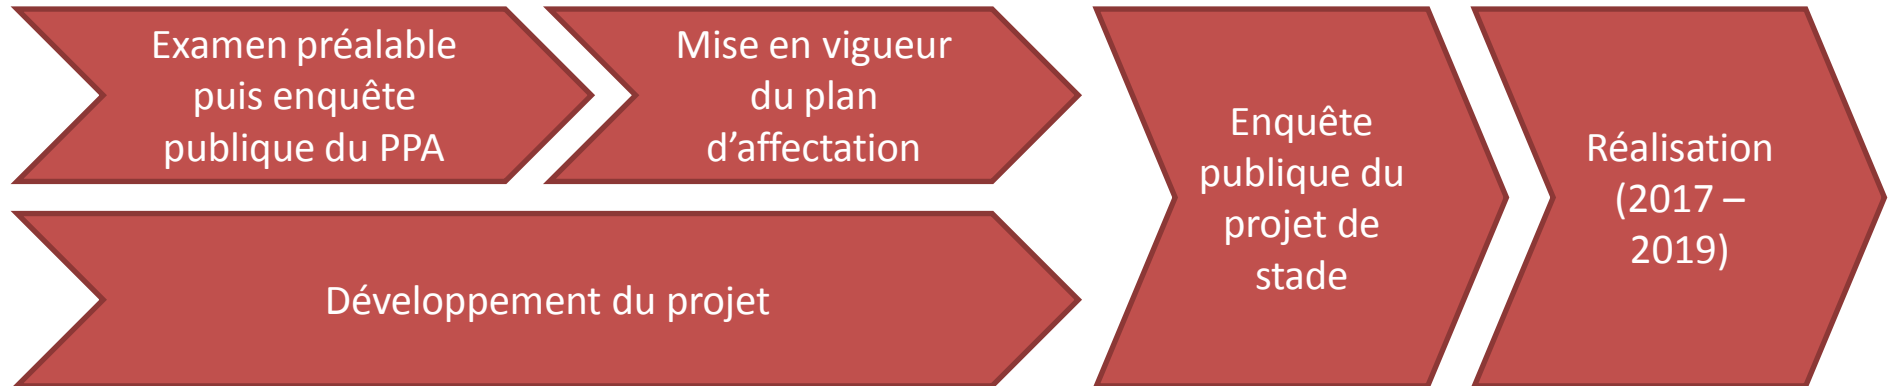 Examen préalable
puis enquête
publique du PPA
Mise en vigueur
du plan
d’affectation
Développement du projet
Enquête
publique du
projet de
stade
Réalisation
(2017 –
2019)